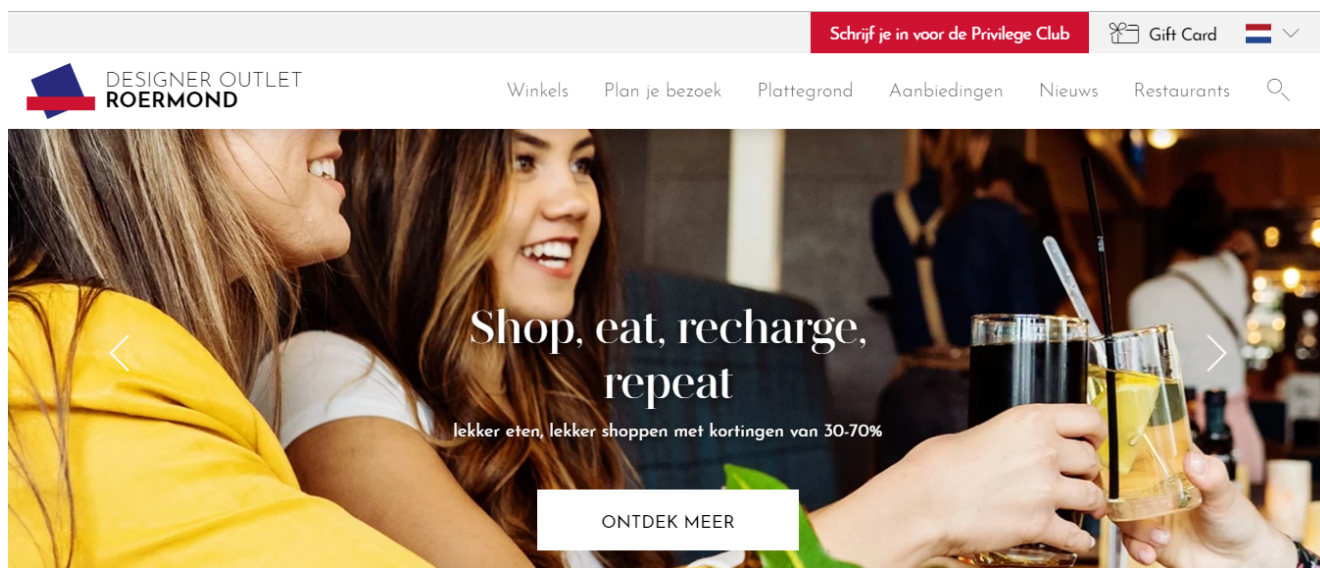 Schrijf je in voor de Privilege Club Gift Card
DESIGNER OUTLET
ROERMOND
Winkels Plan je bezoek Plattegrond Aanbiedingen Nieuws Restaurants
Shop, eat, recharge,
repeat
lekker eten, lekker shoppen met kortingen van 30-70%
ONTDEK MEER